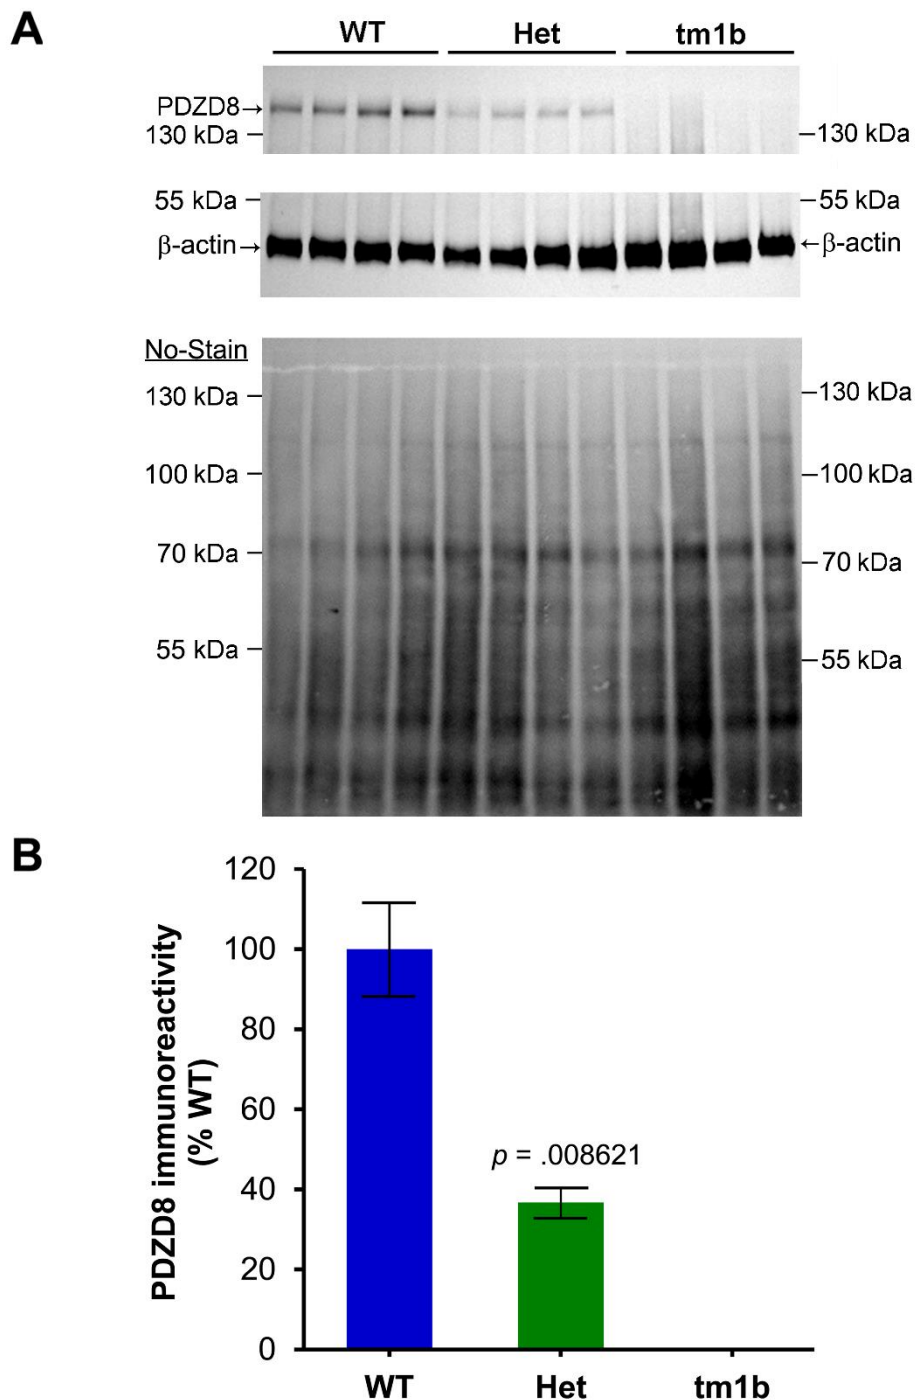 A
WT Het tm1b
PDZD8→
130 kDa –
–130 kDa
55 kDa –
–55 kDa
β-actin→
←β-actin
No-Stain
130 kDa –
–130 kDa
100 kDa –
–100 kDa
70 kDa –
–70 kDa
55 kDa –
–55 kDa
B
PDZD8 immunoreactivity
(% WT)
120
100
80
60
40
20
0
p = .008621
WT Het tm1b